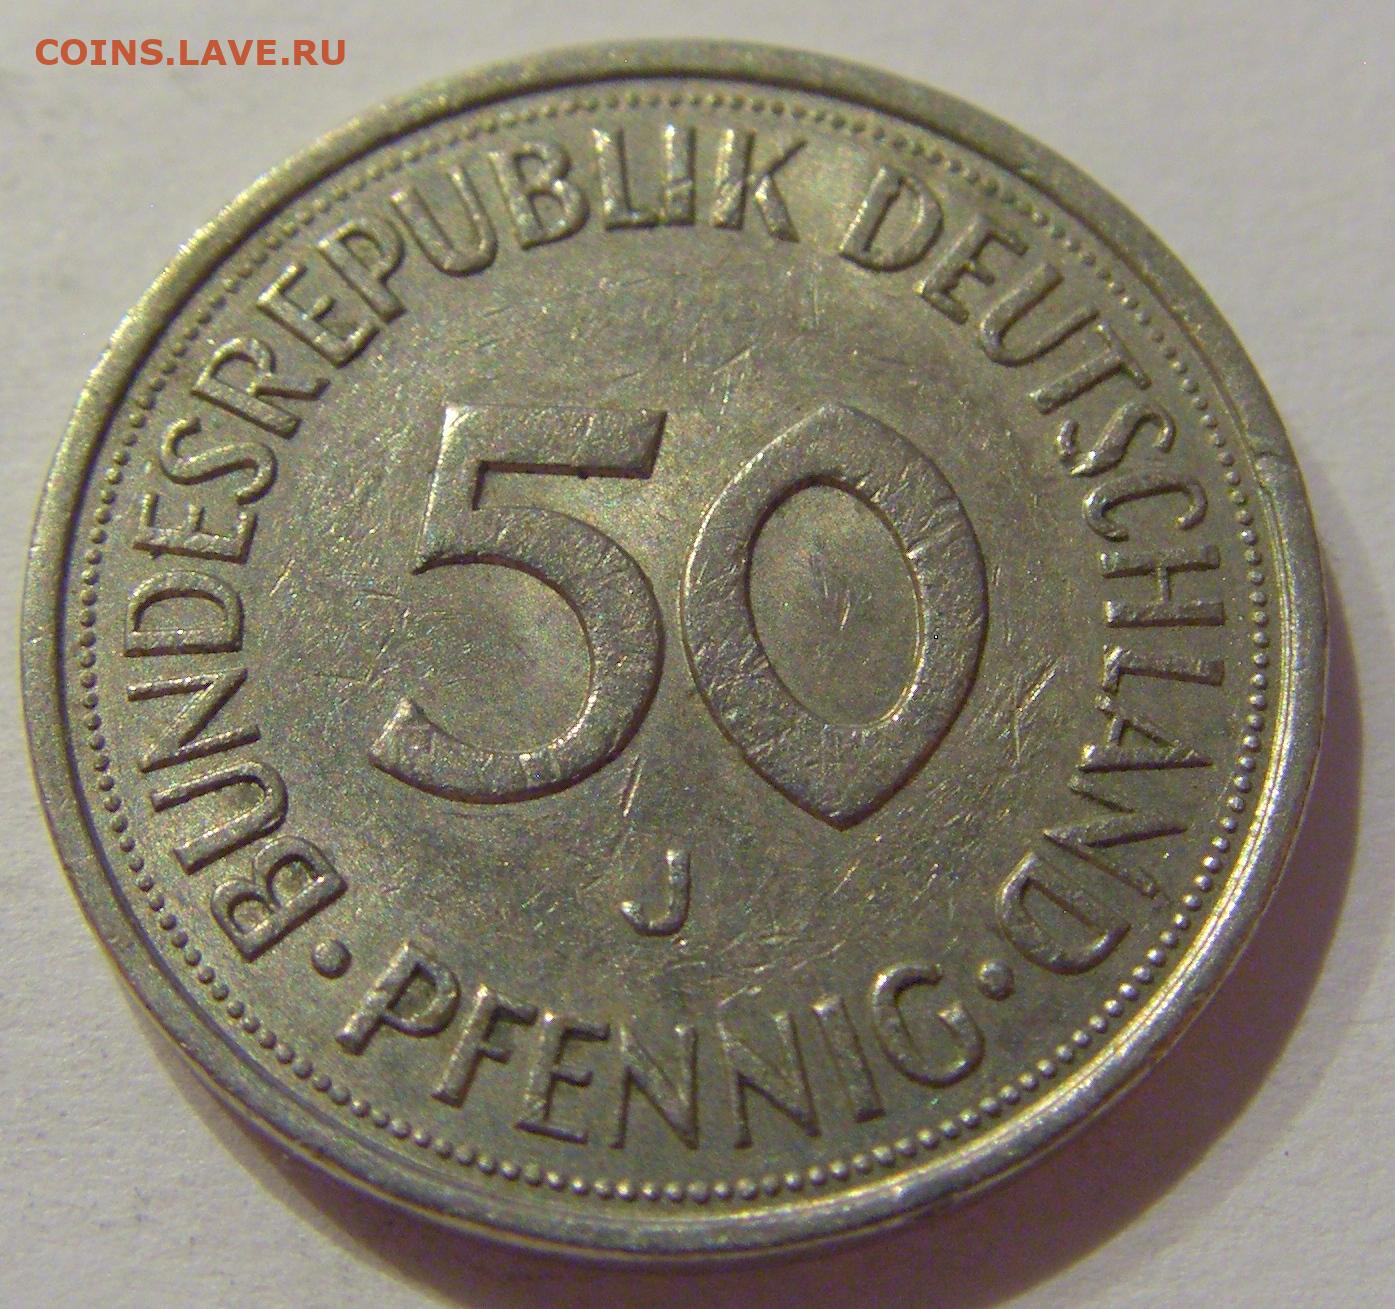 COINS.LAVE.RU
BUNDESREPUBLIK DEUTSCHLAND
50
J
· PFENNIG ·